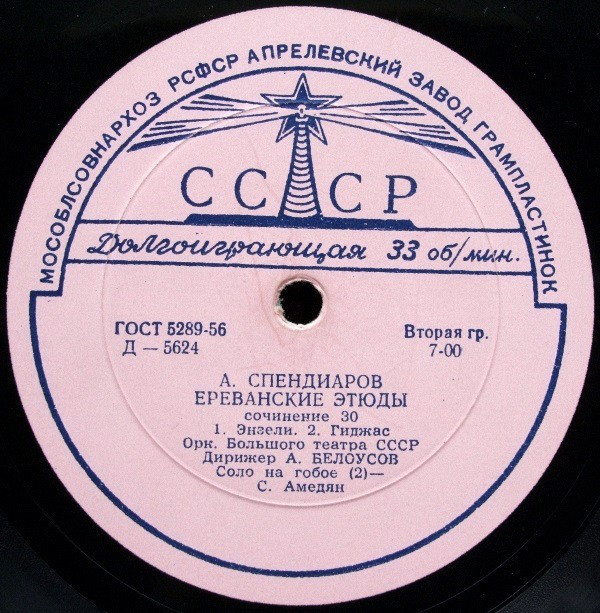 МОСОБЛСОВНАРХОЗ РСФСР АПРЕЛЕВСКИЙ ЗАВОД ГРАМПЛАСТИНОК
СССР
Долгоиграющая 33 об/мин.
ГОСТ 5289-56
Д — 5624
Вторая гр.
7-00
А. СПЕНДИАРОВ
ЕРЕВАНСКИЕ ЭТЮДЫ
сочинение 30
1. Энзели. 2. Гиджас
Орк. Большого театра СССР
Дирижер А. БЕЛОУСОВ
Соло на гобое (2)—
С. Амедян